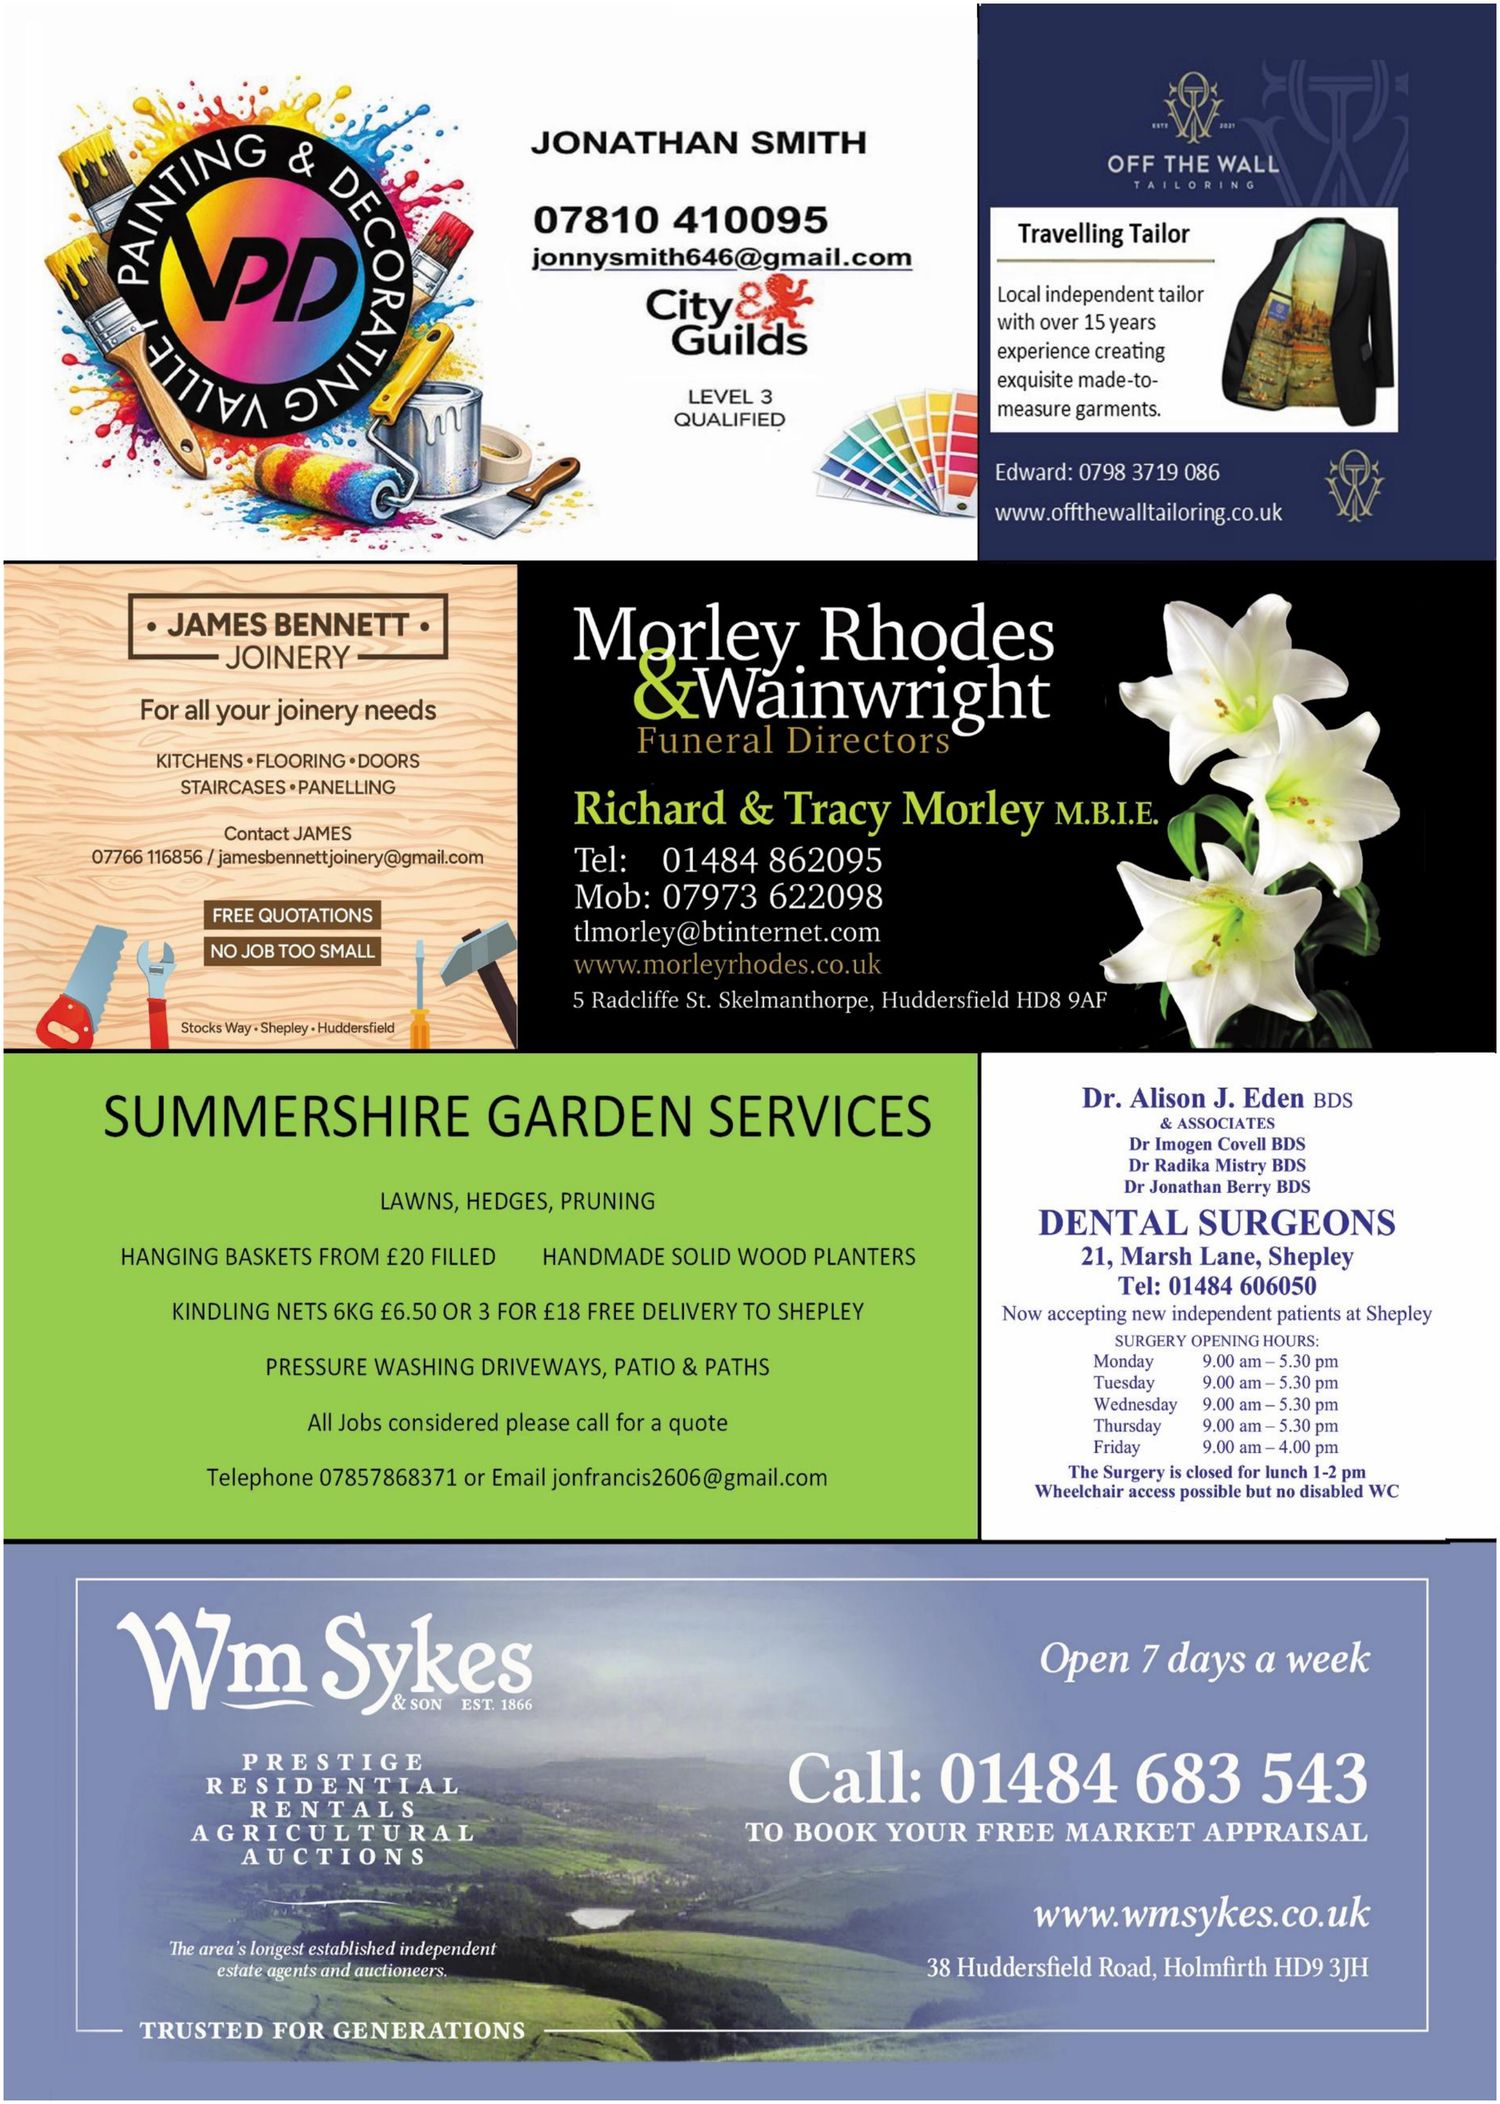 PAINTING & DECORATING VALLEY
VPD
JONATHAN SMITH
07810 410095
jonnysmith646@gmail.com
City &
Guilds
LEVEL 3
QUALIFIED
ESTD 2021
OFF THE WALL
TAILORING
Travelling Tailor
Local independent tailor
with over 15 years
experience creating
exquisite made-to-
measure garments.
Edward: 0798 3719 086
www.offthewalltailoring.co.uk
• JAMES BENNETT •
JOINERY
For all your joinery needs
KITCHENS • FLOORING • DOORS
STAIRCASES • PANELLING
Contact JAMES
07766 116856 / jamesbennettjoinery@gmail.com
FREE QUOTATIONS
NO JOB TOO SMALL
Stocks Way • Shepley • Huddersfield
Morley Rhodes
&Wainwright
Funeral Directors
Richard & Tracy Morley M.B.I.E.
Tel: 01484 862095
Mob: 07973 622098
tlmorley@btinternet.com
www.morleyrhodes.co.uk
5 Radcliffe St. Skelmanthorpe, Huddersfield HD8 9AF
SUMMERSHIRE GARDEN SERVICES
LAWNS, HEDGES, PRUNING
HANGING BASKETS FROM £20 FILLED HANDMADE SOLID WOOD PLANTERS
KINDLING NETS 6KG £6.50 OR 3 FOR £18 FREE DELIVERY TO SHEPLEY
PRESSURE WASHING DRIVEWAYS, PATIO & PATHS
All Jobs considered please call for a quote
Telephone 07857868371 or Email jonfrancis2606@gmail.com
Dr. Alison J. Eden BDS
& ASSOCIATES
Dr Imogen Covell BDS
Dr Radika Mistry BDS
Dr Jonathan Berry BDS
DENTAL SURGEONS
21, Marsh Lane, Shepley
Tel: 01484 606050
Now accepting new independent patients at Shepley
SURGERY OPENING HOURS:
Monday 9.00 am – 5.30 pm
Tuesday 9.00 am – 5.30 pm
Wednesday 9.00 am – 5.30 pm
Thursday 9.00 am – 5.30 pm
Friday 9.00 am – 4.00 pm
The Surgery is closed for lunch 1-2 pm
Wheelchair access possible but no disabled WC
Wm Sykes
& SON EST. 1866
PRESTIGE
RESIDENTIAL
RENTALS
AGRICULTURAL
AUCTIONS
The area's longest established independent
estate agents and auctioneers.
TRUSTED FOR GENERATIONS
Open 7 days a week
Call: 01484 683 543
TO BOOK YOUR FREE MARKET APPRAISAL
www.wmsykes.co.uk
38 Huddersfield Road, Holmfirth HD9 3JH